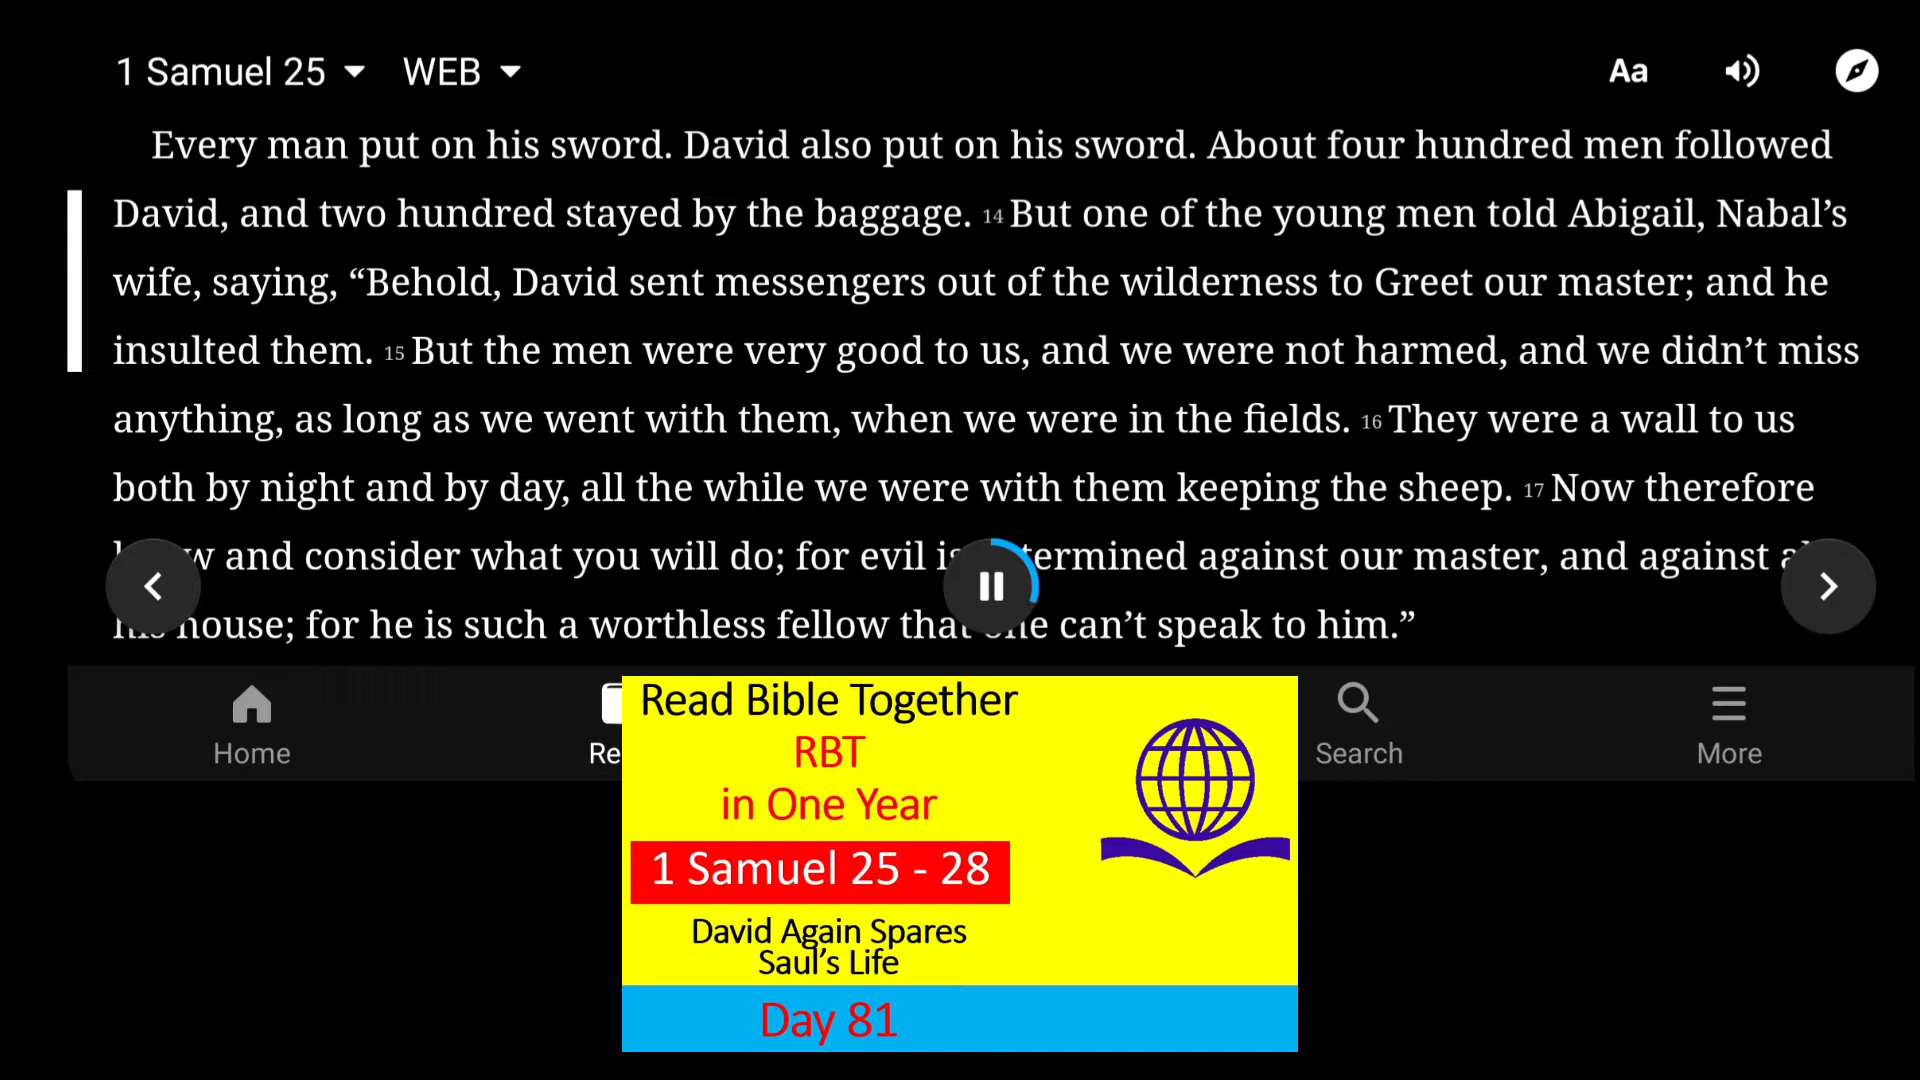 1 Samuel 25 WEB Aa
Every man put on his sword. David also put on his sword. About four hundred men followed
David, and two hundred stayed by the baggage. 14 But one of the young men told Abigail, Nabal’s
wife, saying, “Behold, David sent messengers out of the wilderness to Greet our master; and he
insulted them. 15 But the men were very good to us, and we were not harmed, and we didn’t miss
anything, as long as we went with them, when we were in the fields. 16 They were a wall to us
both by night and by day, all the while we were with them keeping the sheep. 17 Now therefore
and consider what you will do; for evil against our master, and against
house; for he is such a worthless fellow that can’t speak to him.”
Home
Re
Search
More
Read Bible Together
RBT
in One Year
1 Samuel 25 - 28
David Again Spares
Saul’s Life
Day 81